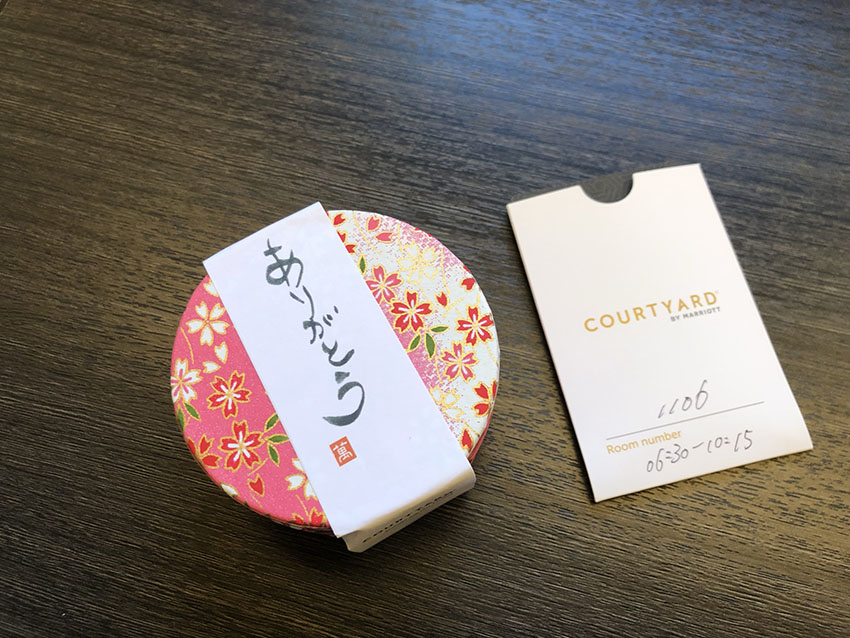 ありがとう
萬
COURTYARD
BY MARRIOTT
1106
Room number
06:30-10:15